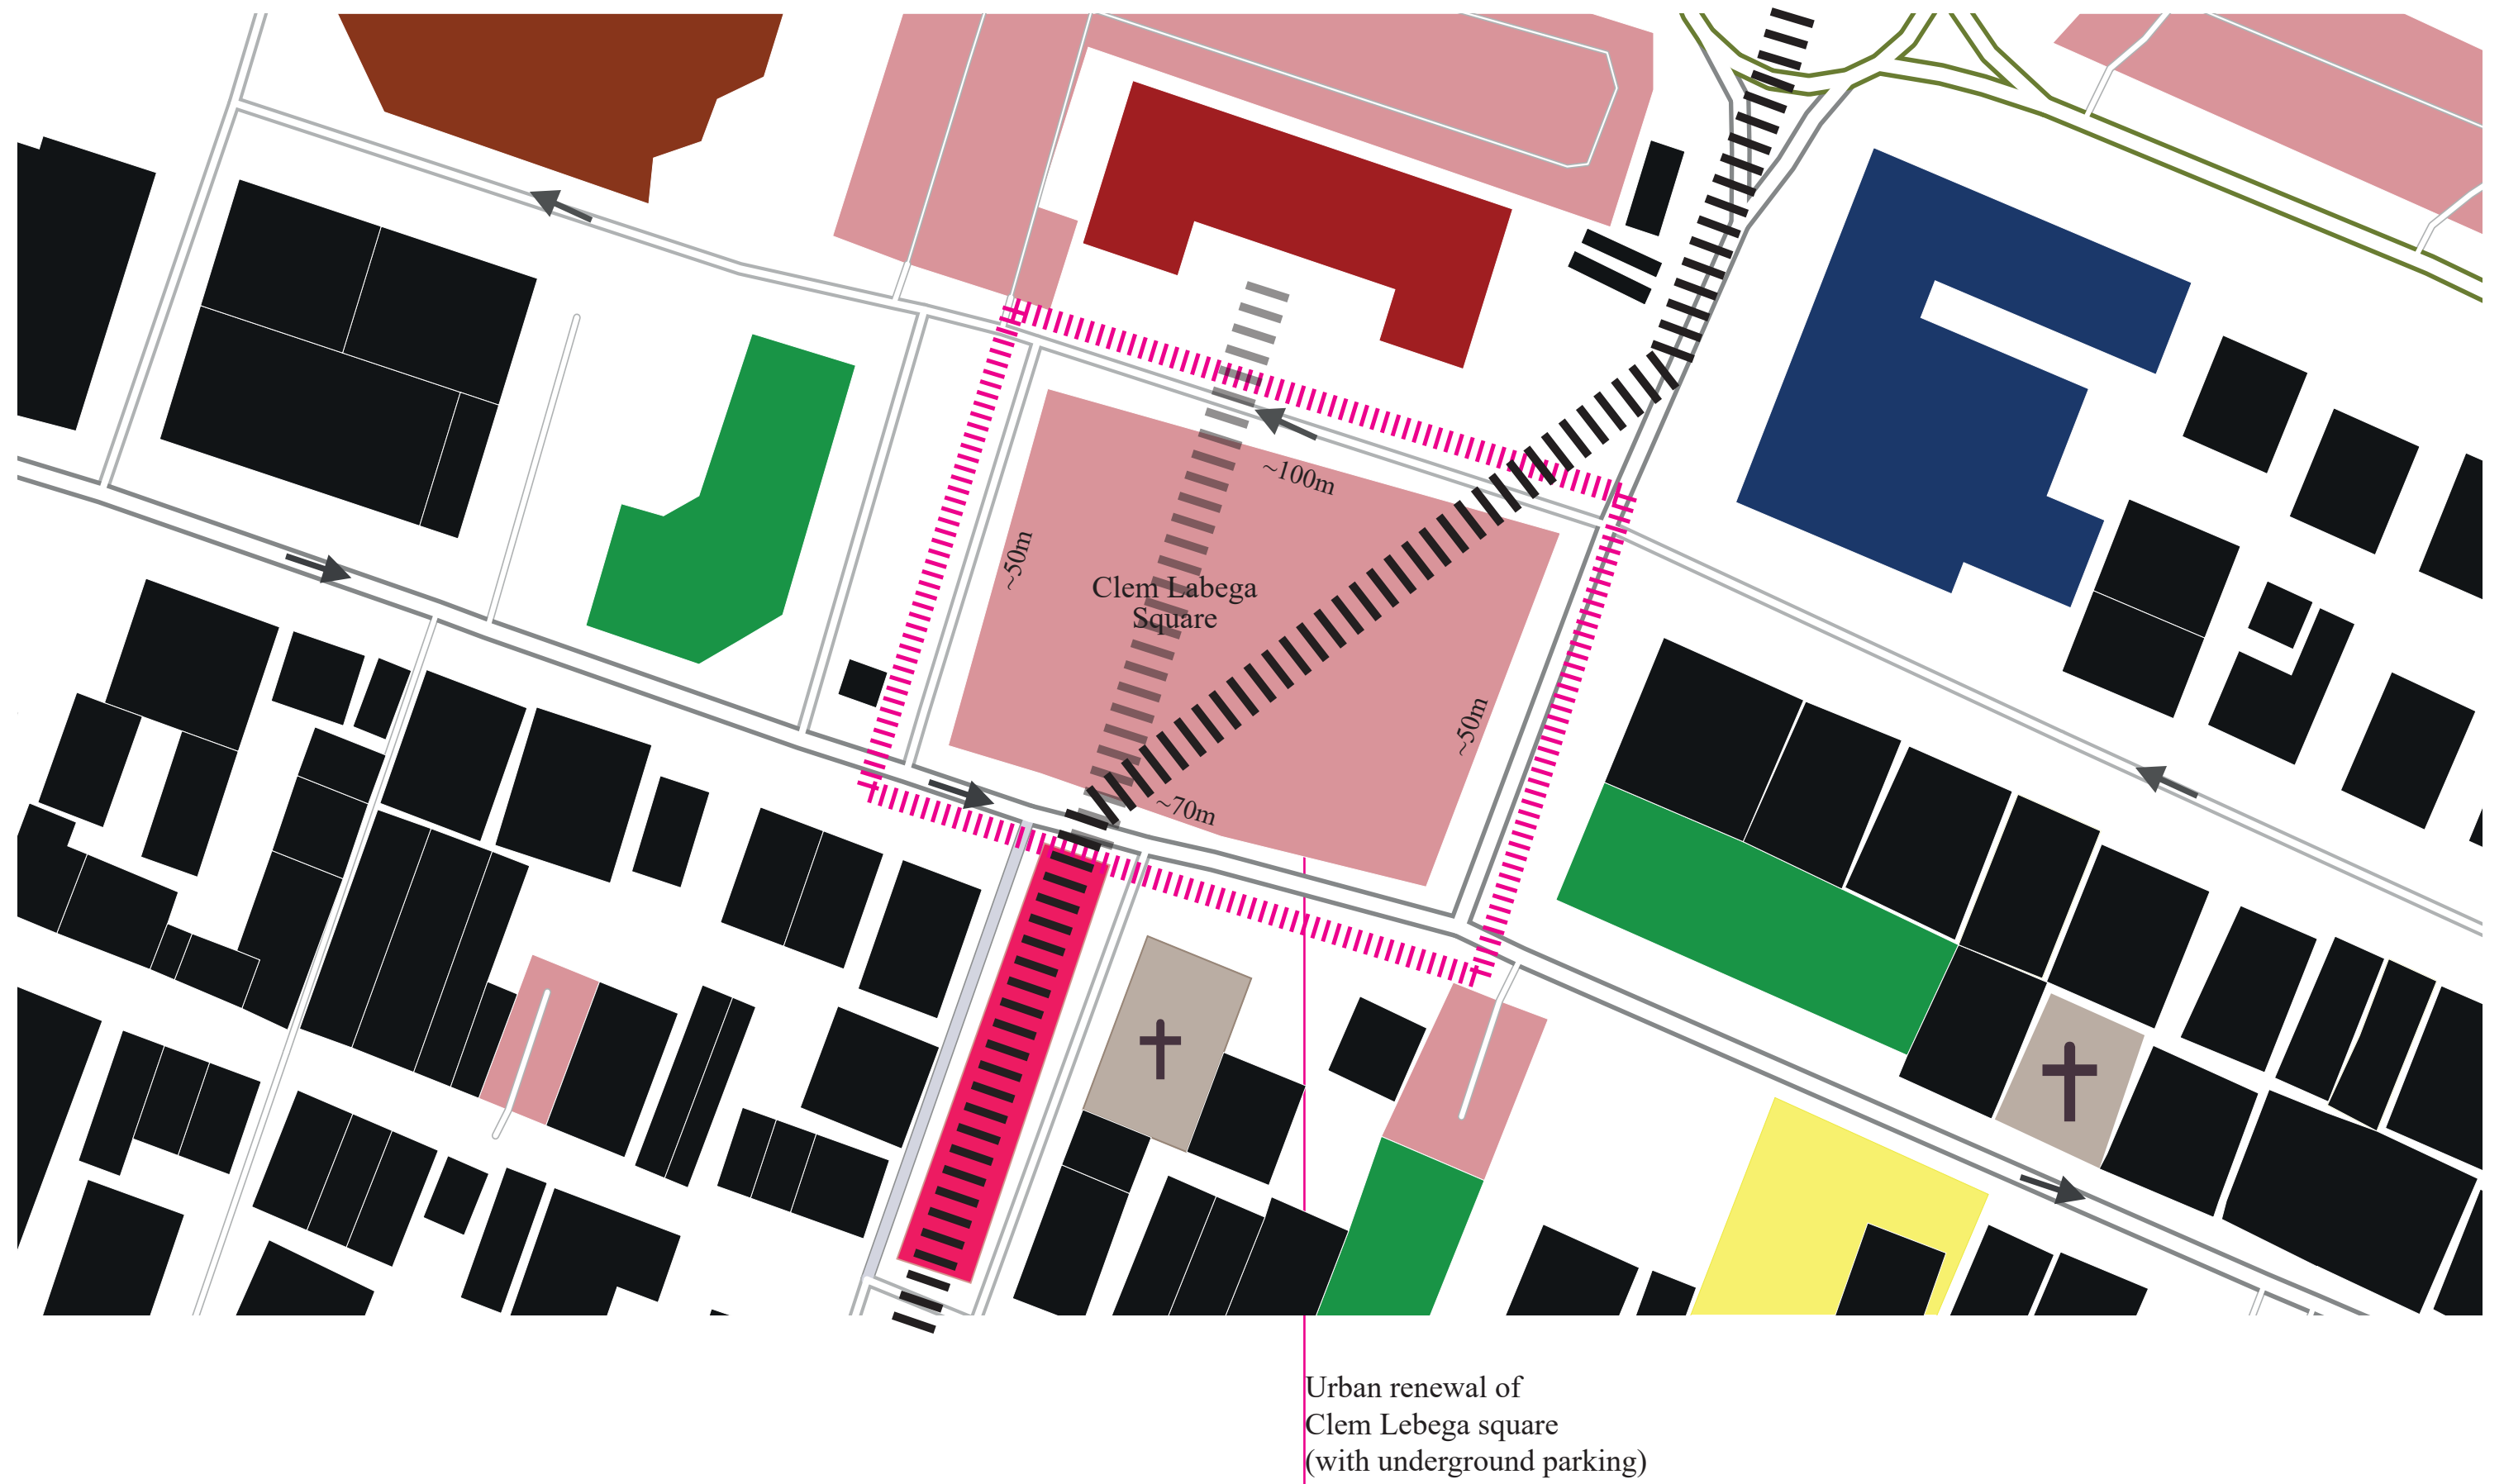 ~100m
~50m
Clem Labega
Square
~50m
~70m
Urban renewal of
Clem Lebega square
(with underground parking)